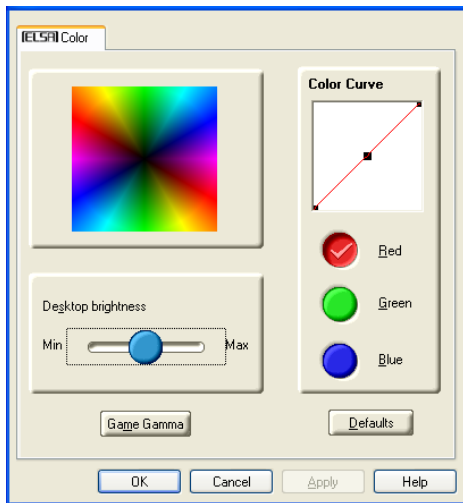 ELSA Color
Color Curve
Red
Green
Blue
Desktop brightness
Min Max
Game Gamma
Defaults
OK Cancel Apply Help